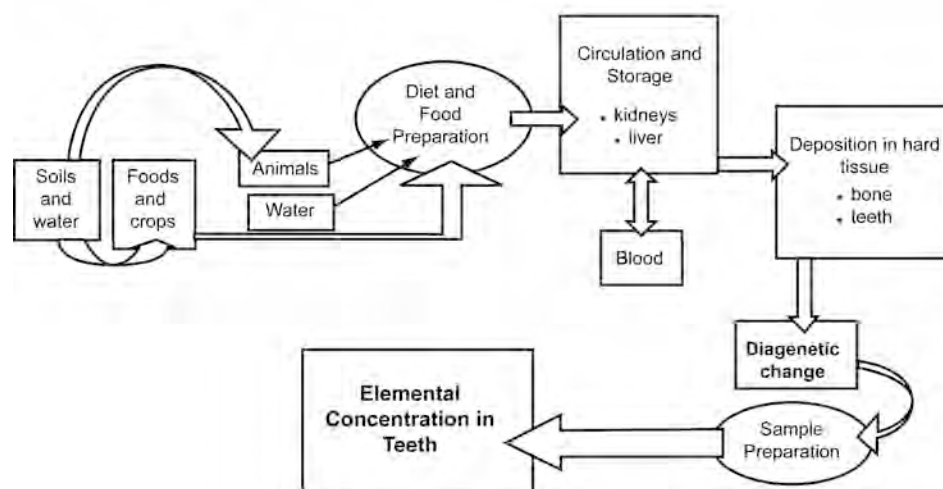 Soils
and
water
Foods
and
crops
Animals
Water
Diet and
Food
Preparation
Circulation and
Storage
• kidneys
• liver
Blood
Deposition in hard
tissue
• bone
• teeth
Diagenetic
change
Sample
Preparation
Elemental
Concentration in
Teeth